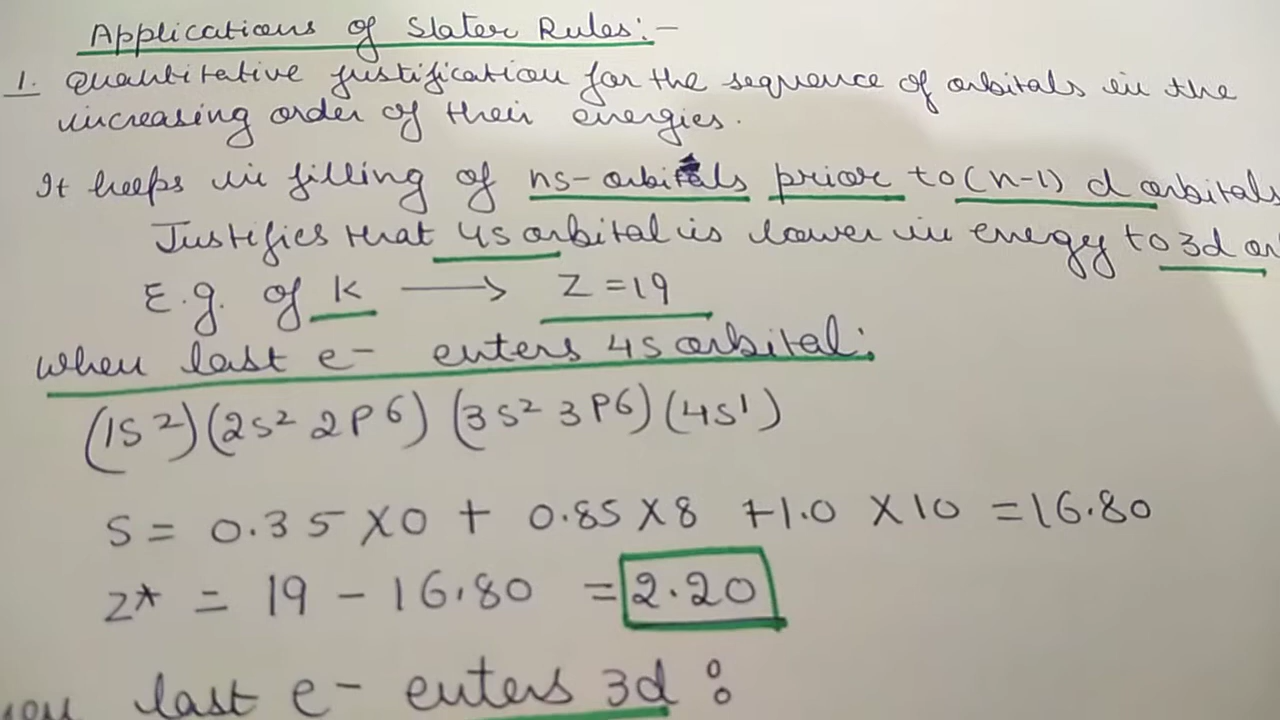 Applications of Slater Rules:-
1. Quantitative justification for the sequence of orbitals in the
increasing order of their energies.
It helps in filling of ns-orbitals prior to (n-1) d orbitals
Justifies that 4s orbital is lower in energy to 3d or
E.g. of K → Z=19
When last e- enters 4s orbital:
(1s²)(2s² 2p6) (3s² 3p6) (4s¹)
S = 0.35 X0 + 0.85 X 8 +1.0 X 10 = 16.80
Z* = 19 - 16.80 = 2.20
last e- enters 3d :